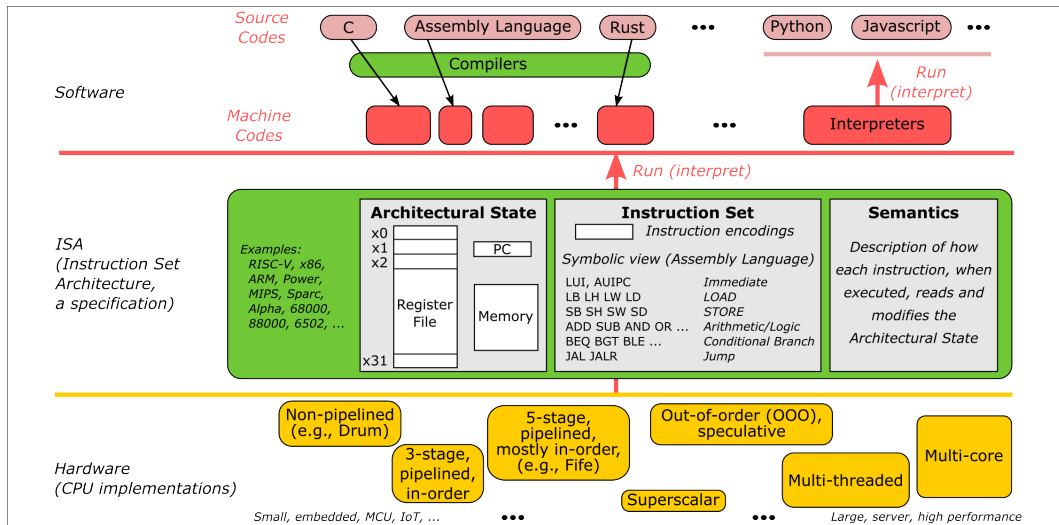 Source
Codes
C
Assembly Language
Rust
•••
Python
Javascript
•••
Compilers
Run
(interpret)
Software
Machine
Codes
•••
•••
Interpreters
Run (interpret)
ISA
(Instruction Set
Architecture,
a specification)
Examples:
RISC-V, x86,
ARM, Power,
MIPS, Sparc,
Alpha, 68000,
88000, 6502, ...
Architectural State
x0
x1
x2
x31
Register
File
PC
Memory
Instruction Set
Instruction encodings
Symbolic view (Assembly Language)
LUI, AUIPC Immediate
LB LH LW LD LOAD
SB SH SW SD STORE
ADD SUB AND OR ... Arithmetic/Logic
BEQ BGT BLE ... Conditional Branch
JAL JALR Jump
Semantics
Description of how
each instruction, when
executed, reads and
modifies the
Architectural State
Hardware
(CPU implementations)
Non-pipelined
(e.g., Drum)
3-stage,
pipelined,
in-order
5-stage,
pipelined,
mostly in-order,
(e.g., Fife)
Out-of-order (OOO),
speculative
Superscalar
Multi-threaded
Multi-core
Small, embedded, MCU, IoT, ...
•••
•••
Large, server, high performance